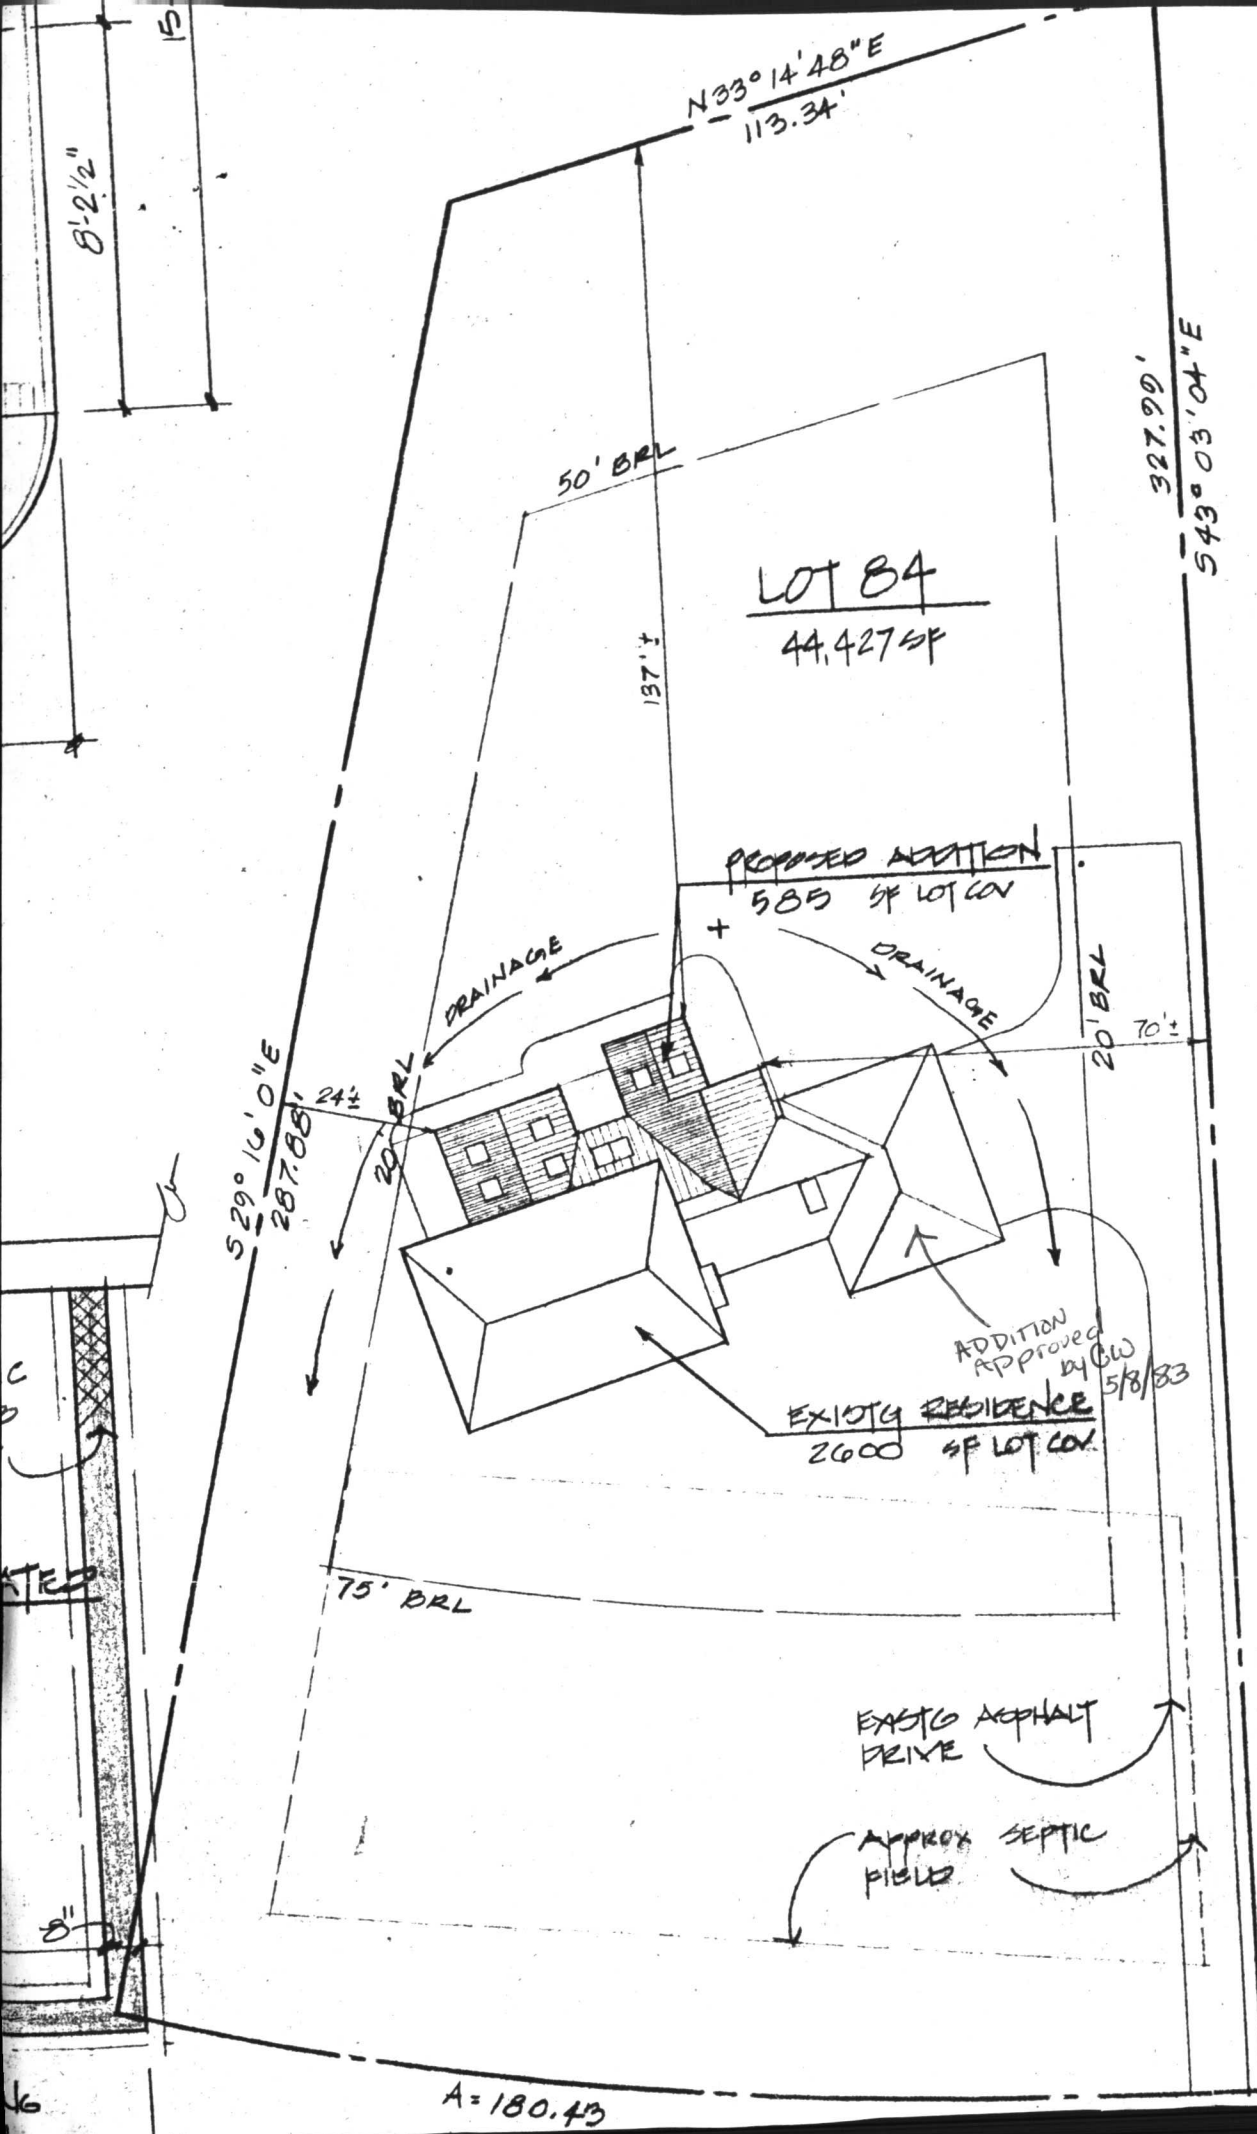 15-
N33° 14' 48" E
113.34'
8'-2½"
327.99'
S43° 03' 04" E
50' BRL
LOT 84
44,427 SF
137'±
PROPOSED ADDITION
585 SF LOT COV
DRAINAGE
DRAINAGE
20' BRL
70'±
24'±
20' BRL
S 29° 16' 0" E
287.88'
ADDITION
Approved
by GW
5/8/83
C
EXISTG RESIDENCE
2600 SF LOT COV.
ATED
75' BRL
EXISTG ASPHALT
DRIVE
APPROX SEPTIC
FIELD
8"
A=180.43